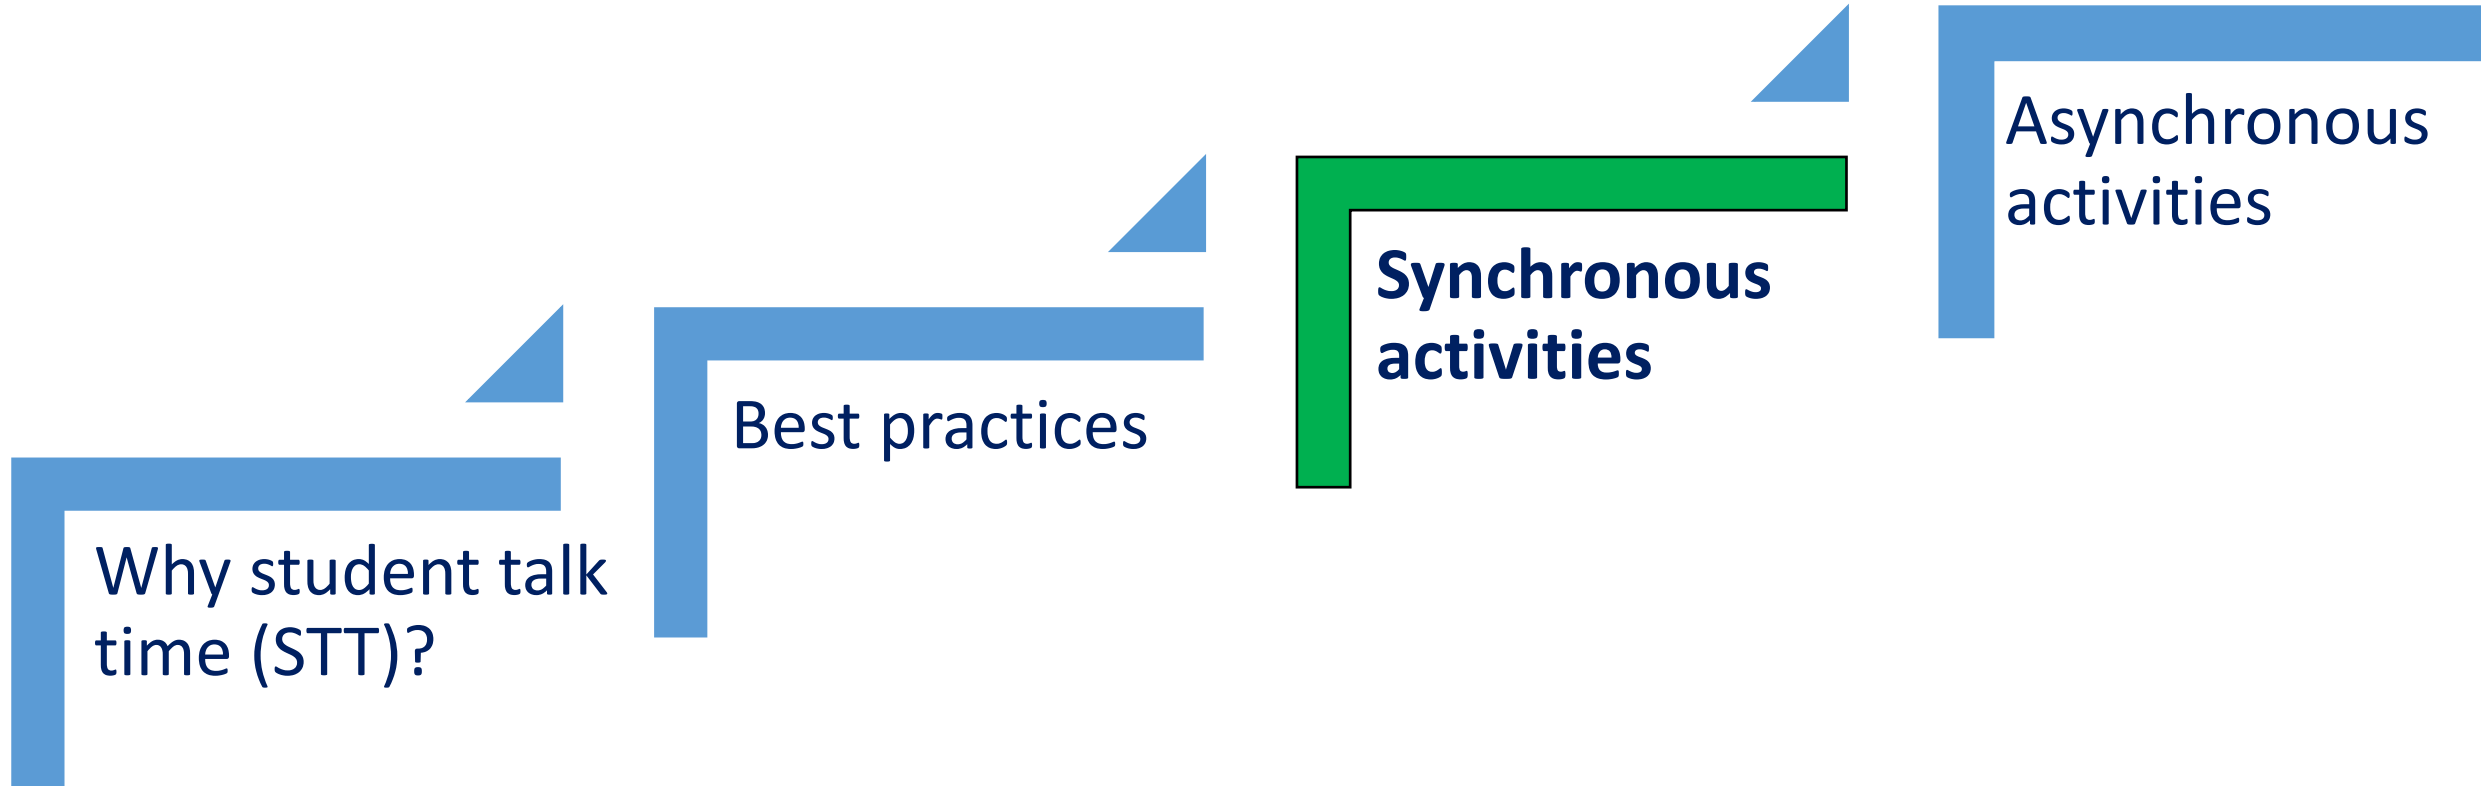 Why student talk
time (STT)?
Best practices
Synchronous
activities
Asynchronous
activities